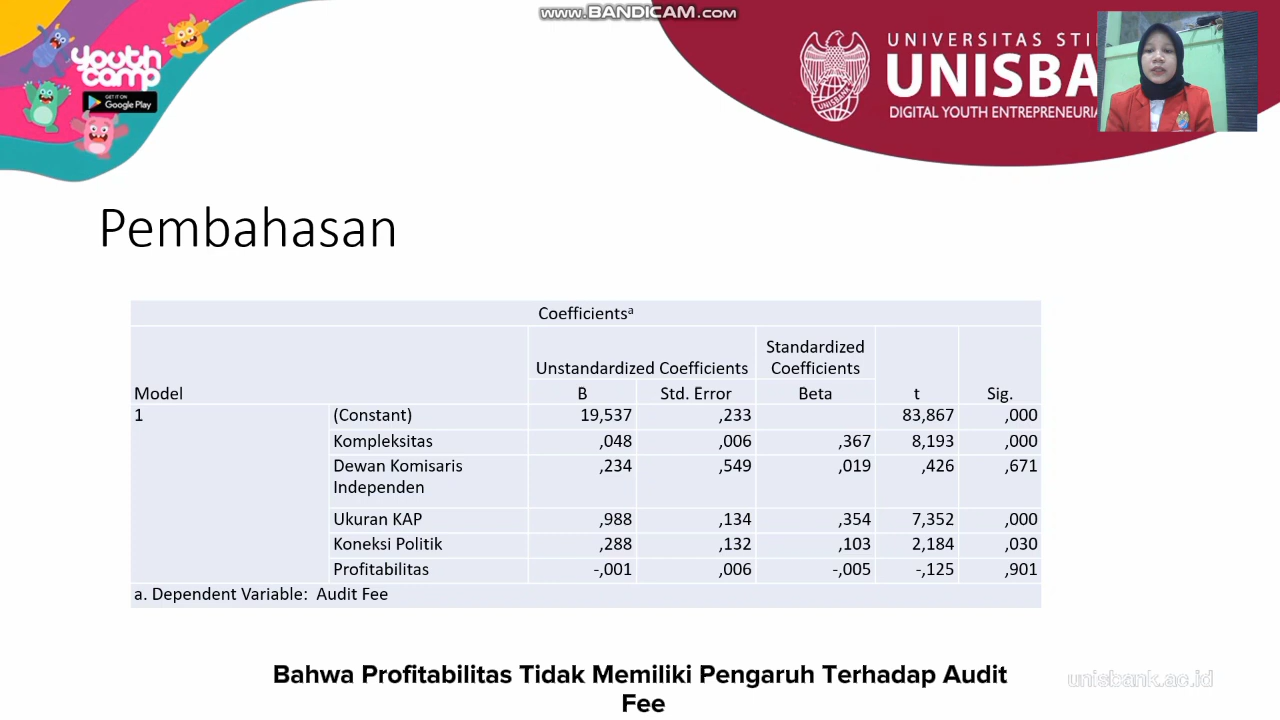 www.BANDICAM.com
youth
camp
GET IT ON
Google Play
UNIVERSITAS
UNISBA
DIGITAL YOUTH
UNISBANK
Pembahasan
Coefficientsᵃ
Model Unstandardized Coefficients Standardized Coefficients t Sig.
B Std. Error Beta
1 (Constant) 19,537 ,233 83,867 ,000
Kompleksitas ,048 ,006 ,367 8,193 ,000
Dewan Komisaris Independen ,234 ,549 ,019 ,426 ,671
Ukuran KAP ,988 ,134 ,354 7,352 ,000
Koneksi Politik ,288 ,132 ,103 2,184 ,030
Profitabilitas -,001 ,006 -,005 -,125 ,901
a. Dependent Variable: Audit Fee
Bahwa Profitabilitas Tidak Memiliki Pengaruh Terhadap Audit
Fee
unisbank.ac.id